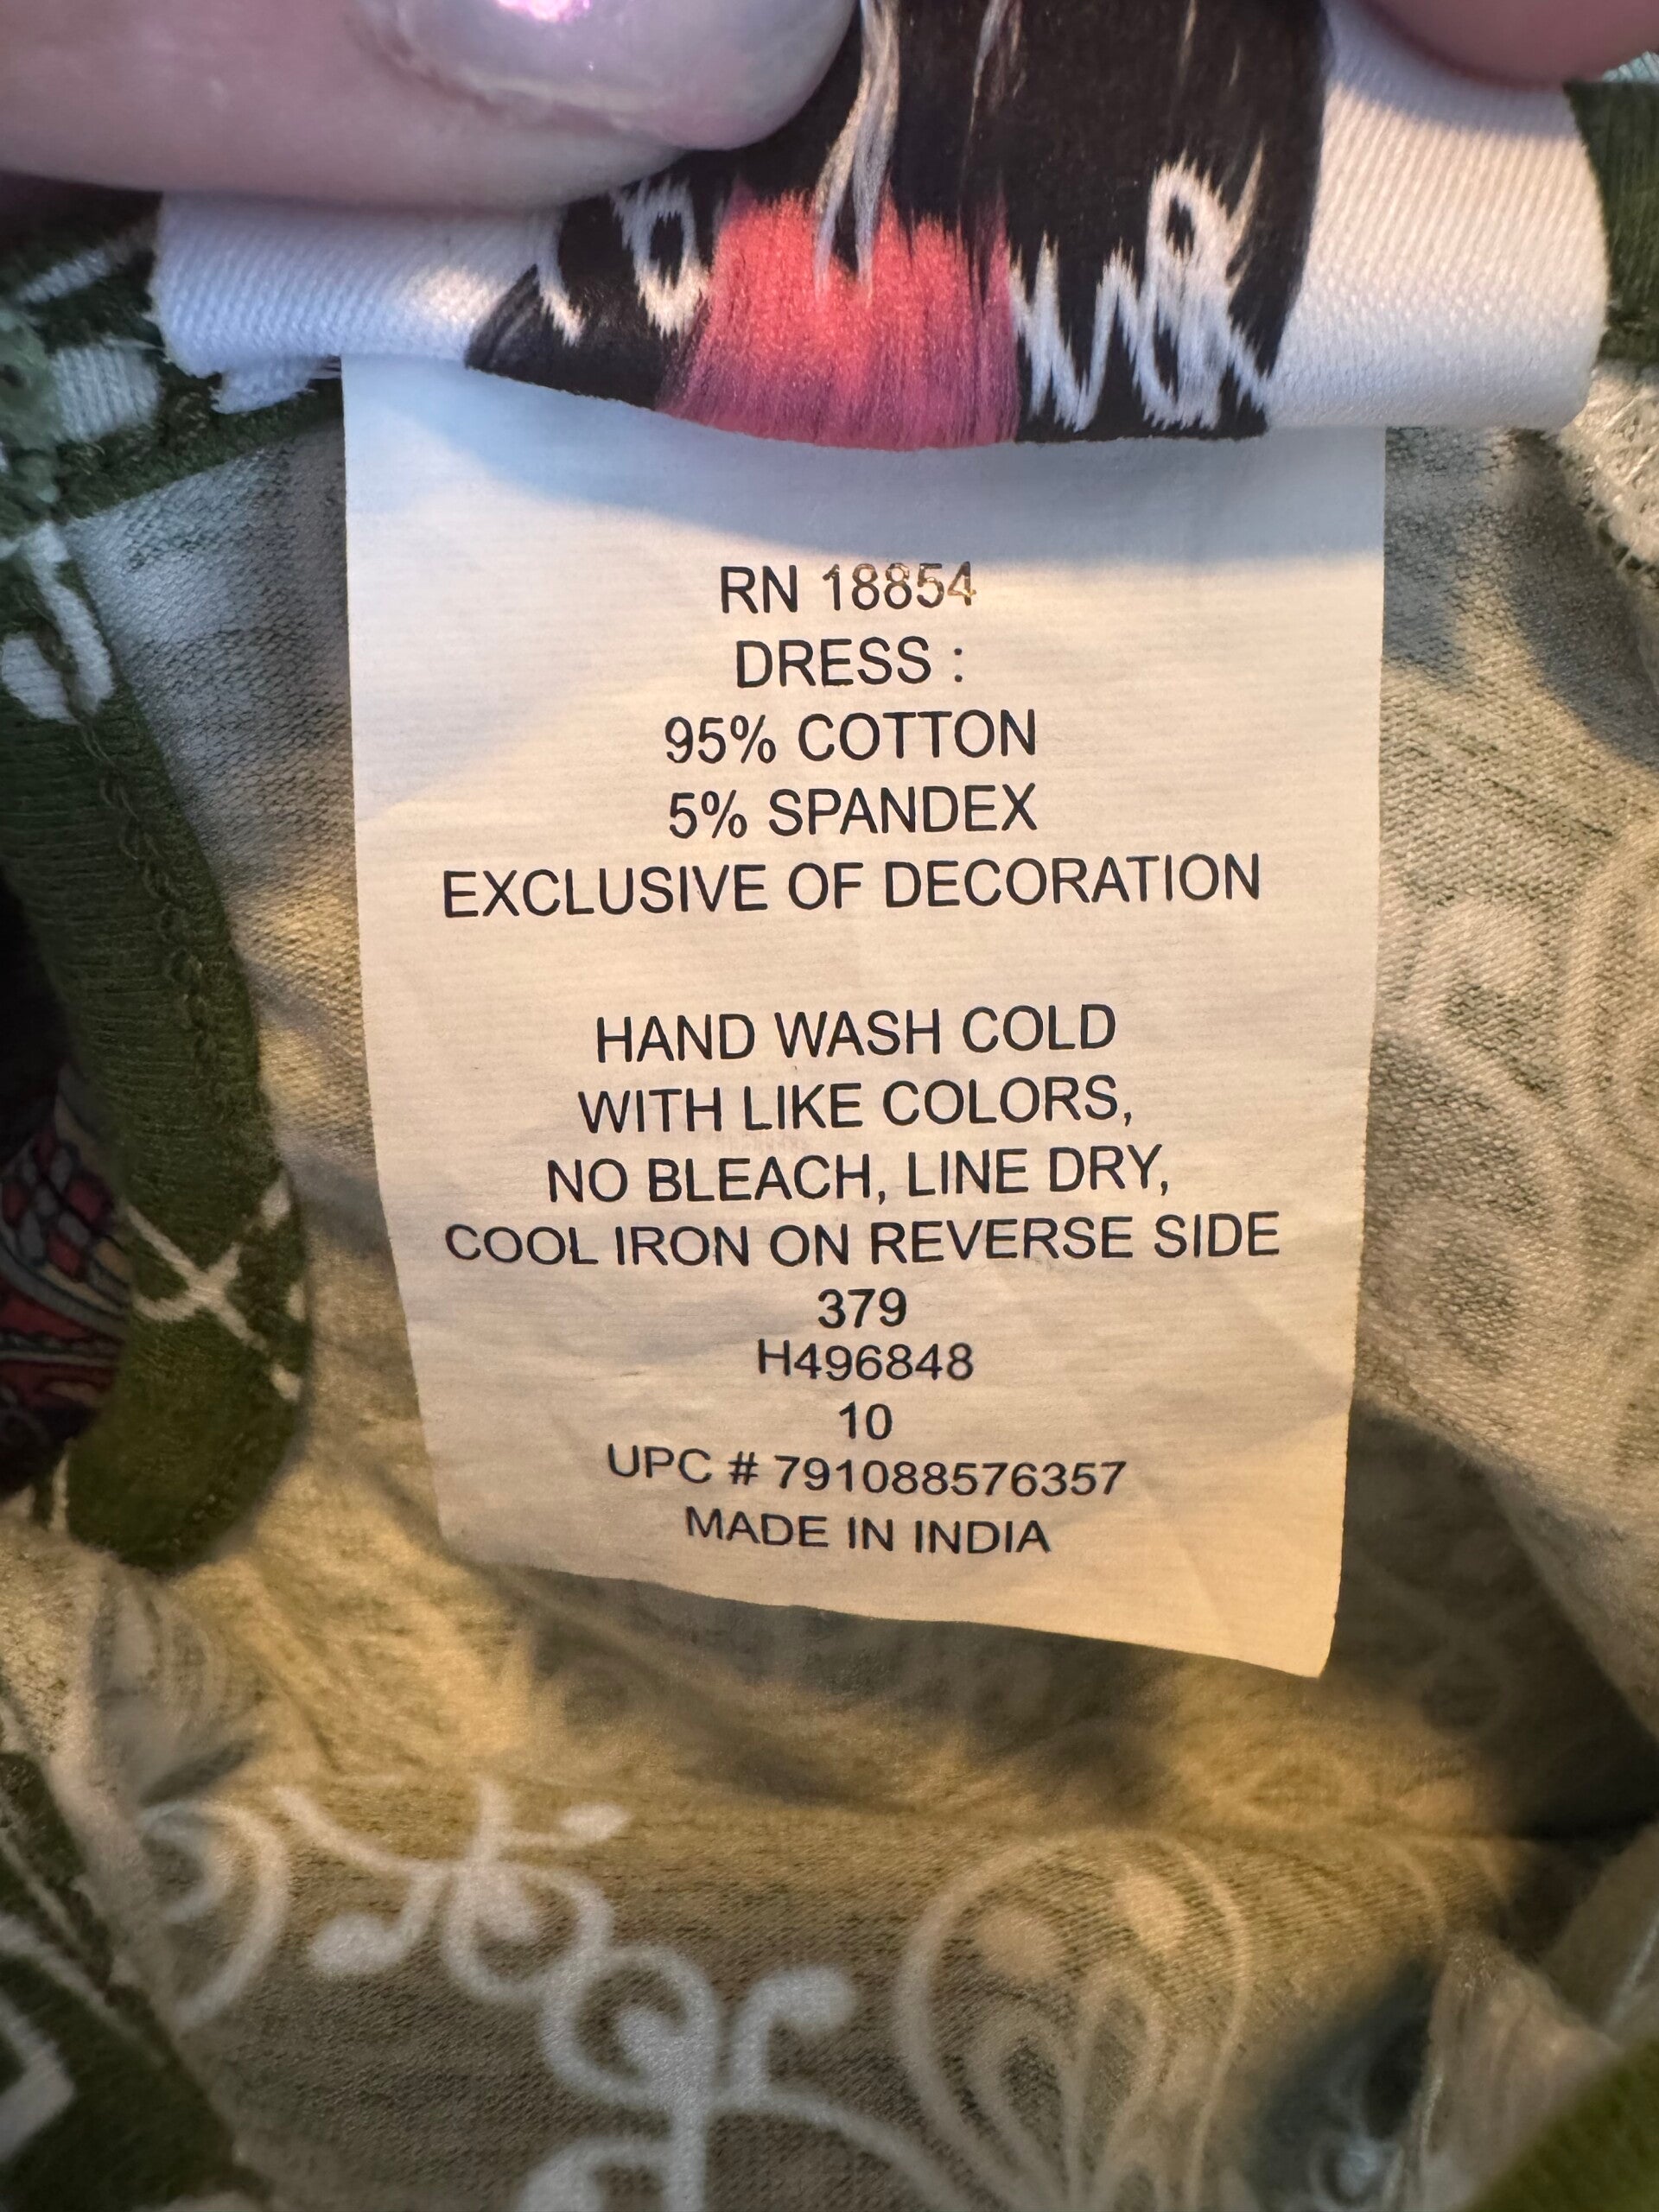 RN 18854
DRESS :
95% COTTON
5% SPANDEX
EXCLUSIVE OF DECORATION
HAND WASH COLD
WITH LIKE COLORS,
NO BLEACH, LINE DRY,
COOL IRON ON REVERSE SIDE
379
H496848
10
UPC # 791088576357
MADE IN INDIA